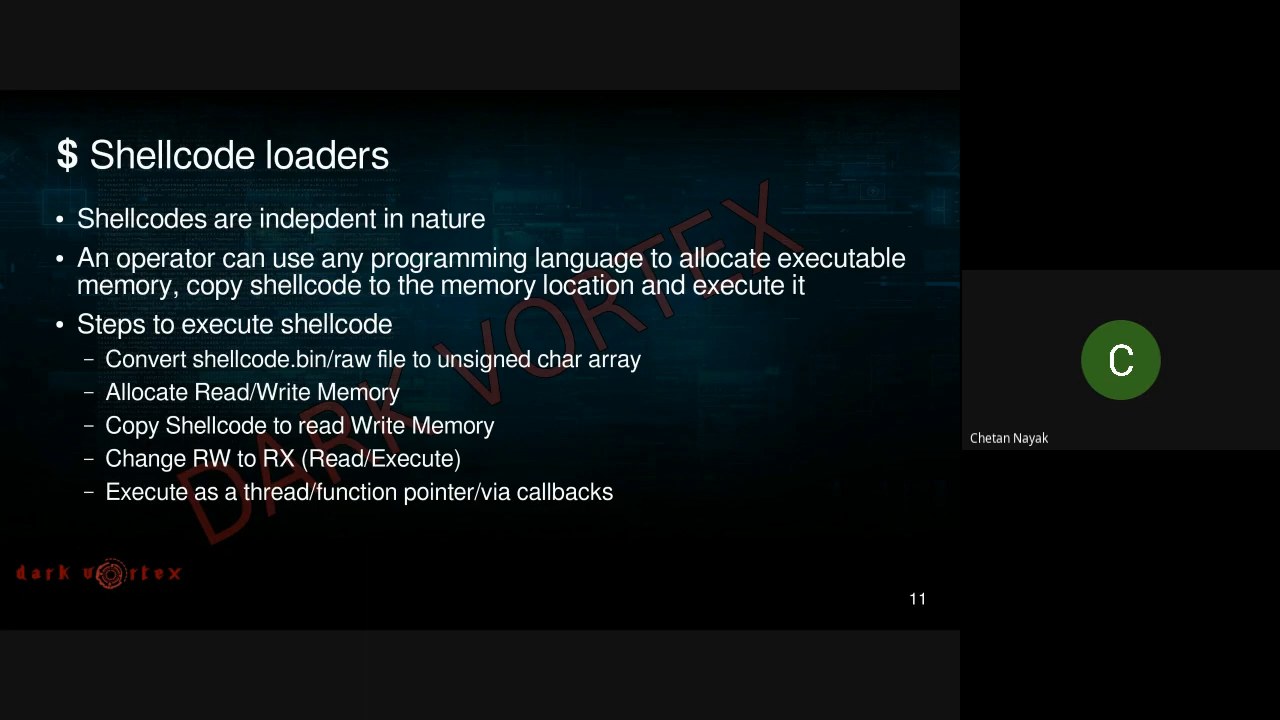 $ Shellcode loaders
• Shellcodes are indepdent in nature
• An operator can use any programming language to allocate executable
memory, copy shellcode to the memory location and execute it
• Steps to execute shellcode
– Convert shellcode.bin/raw file to unsigned char array
– Allocate Read/Write Memory
– Copy Shellcode to read Write Memory
– Change RW to RX (Read/Execute)
– Execute as a thread/function pointer/via callbacks
DARK VORTEX
dark vortex
11
C
Chetan Nayak